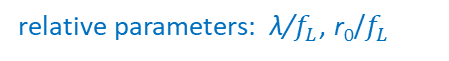 relative parameters: λ/f_L, r_0/f_L